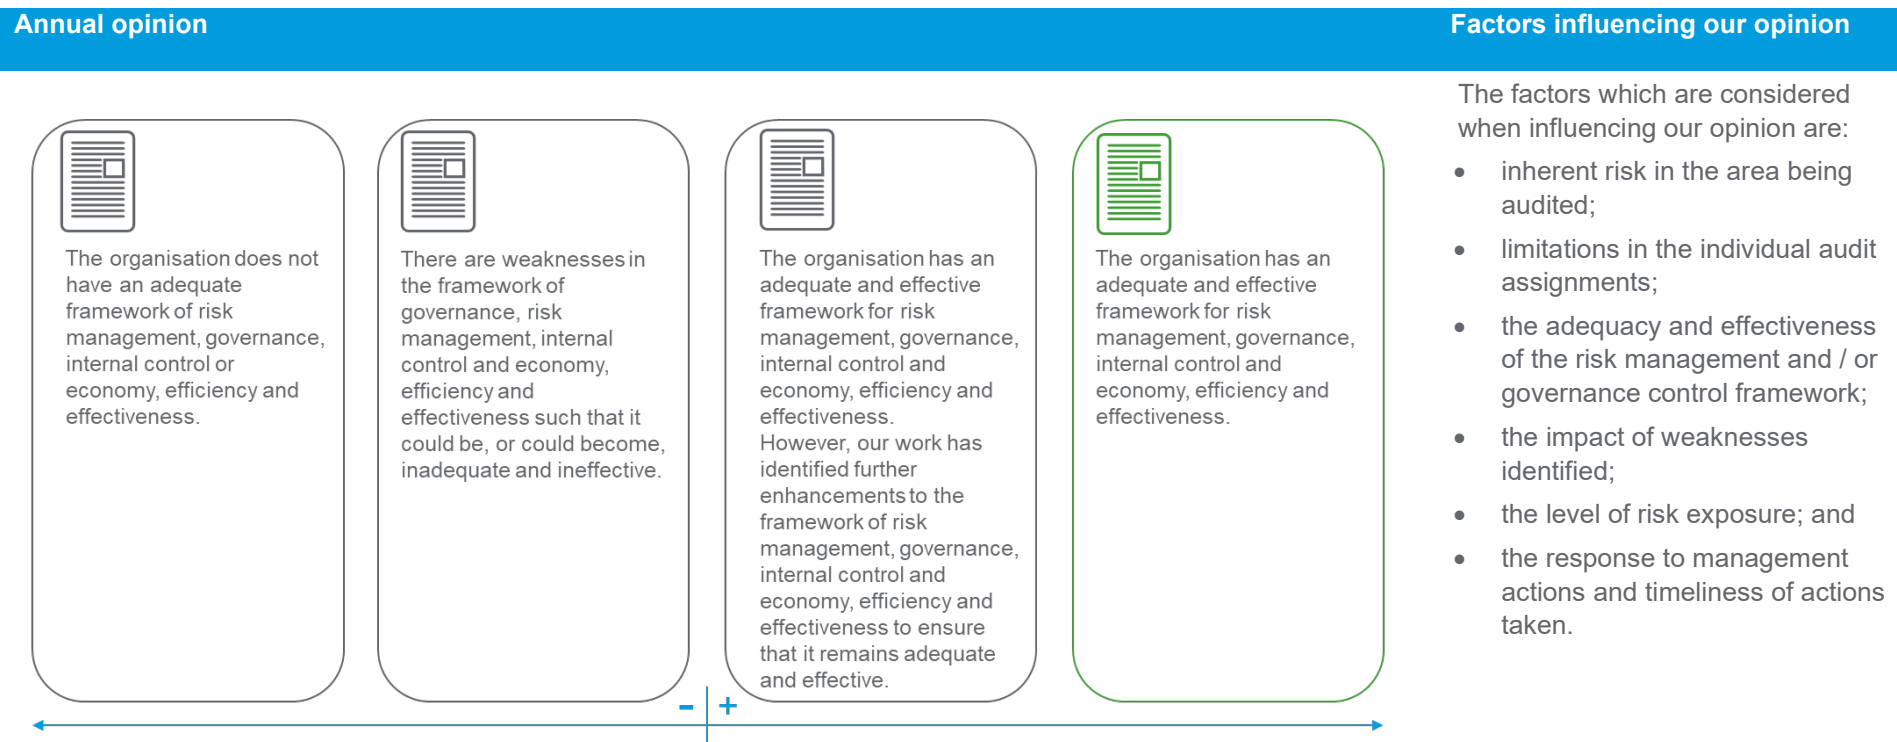 Annual opinion
Factors influencing our opinion
The organisation does not
have an adequate
framework of risk
management, governance,
internal control or
economy, efficiency and
effectiveness.
There are weaknesses in
the framework of
governance, risk
management, internal
control and economy,
efficiency and
effectiveness such that it
could be, or could become,
inadequate and ineffective.
The organisation has an
adequate and effective
framework for risk
management, governance,
internal control and
economy, efficiency and
effectiveness.
However, our work has
identified further
enhancements to the
framework of risk
management, governance,
internal control and
economy, efficiency and
effectiveness to ensure
that it remains adequate
and effective.
The organisation has an
adequate and effective
framework for risk
management, governance,
internal control and
economy, efficiency and
effectiveness.
- +
The factors which are considered
when influencing our opinion are:
• inherent risk in the area being
audited;
• limitations in the individual audit
assignments;
• the adequacy and effectiveness
of the risk management and / or
governance control framework;
• the impact of weaknesses
identified;
• the level of risk exposure; and
• the response to management
actions and timeliness of actions
taken.